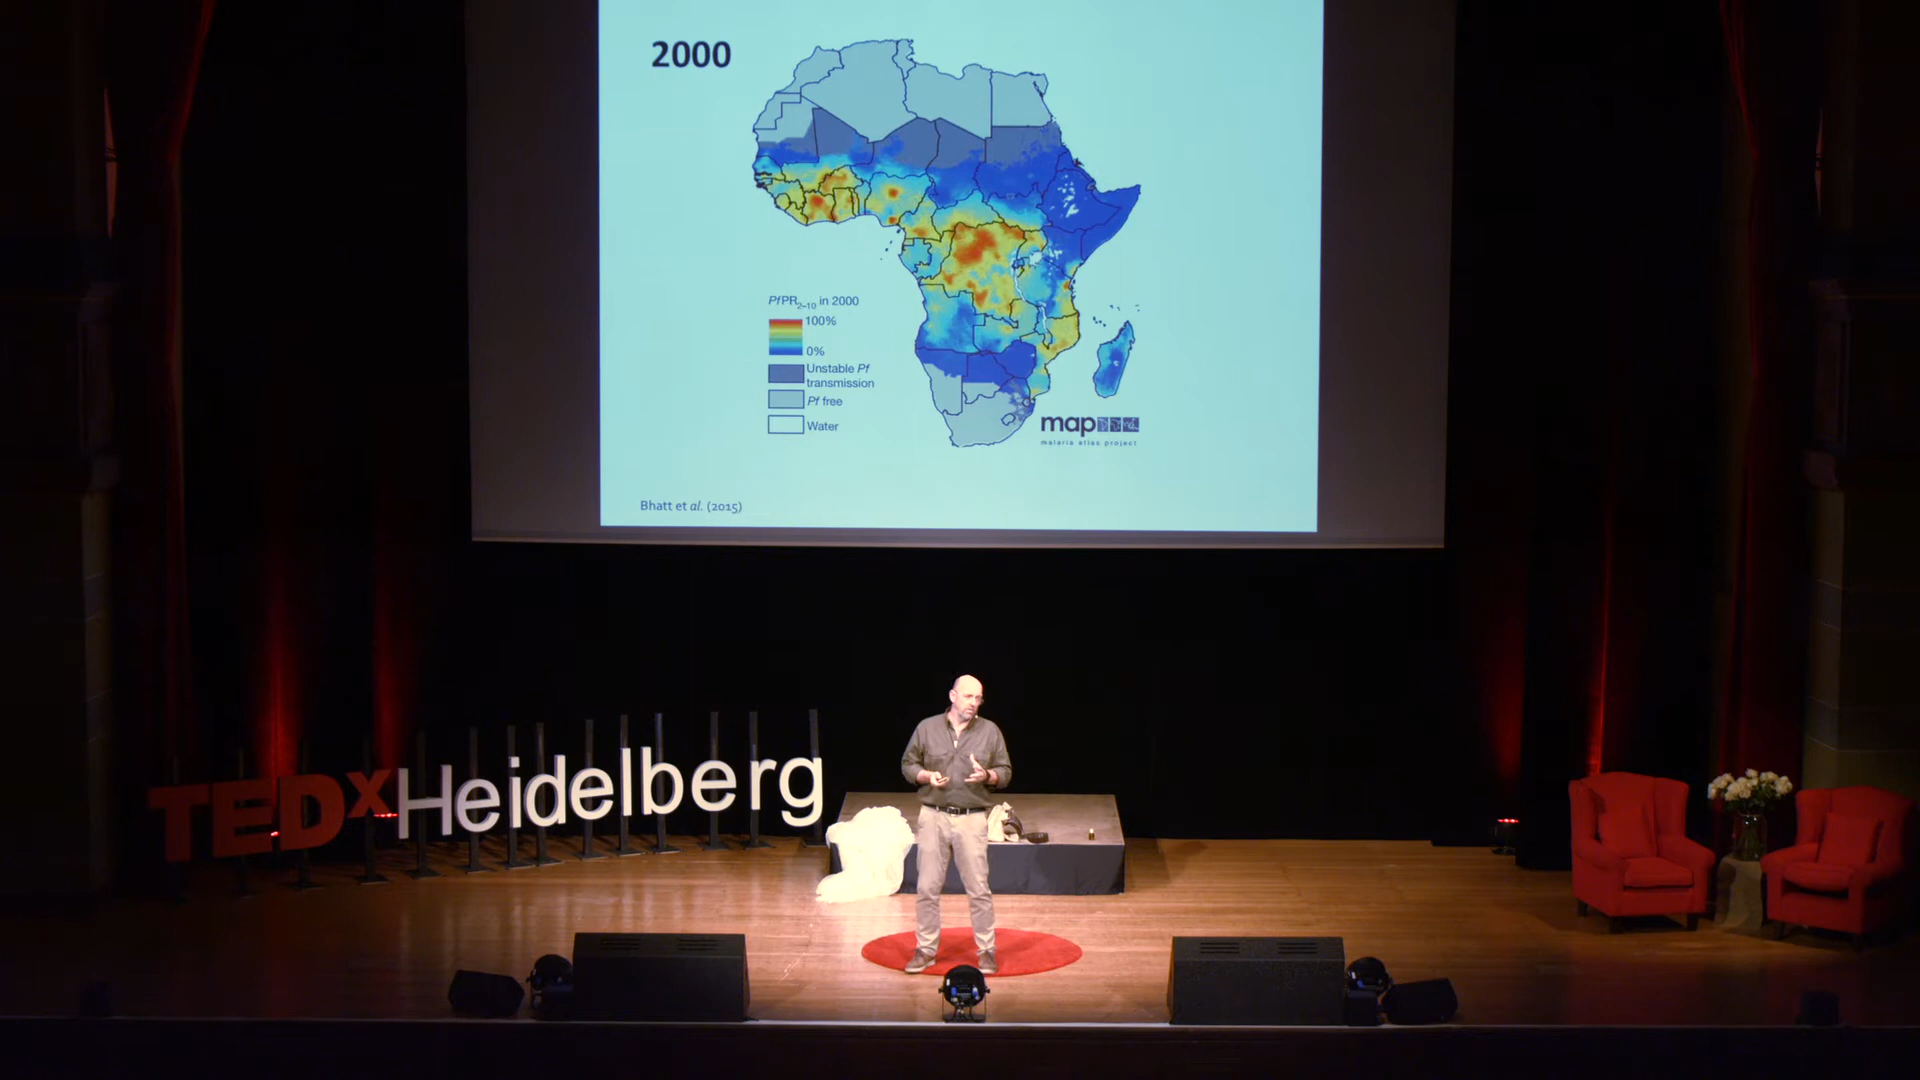 2000
PfPR2–10 in 2000
100%
0%
Unstable Pf
transmission
Pf free
Water
map
malaria atlas project
Bhatt et al. (2015)
TEDxHeidelberg